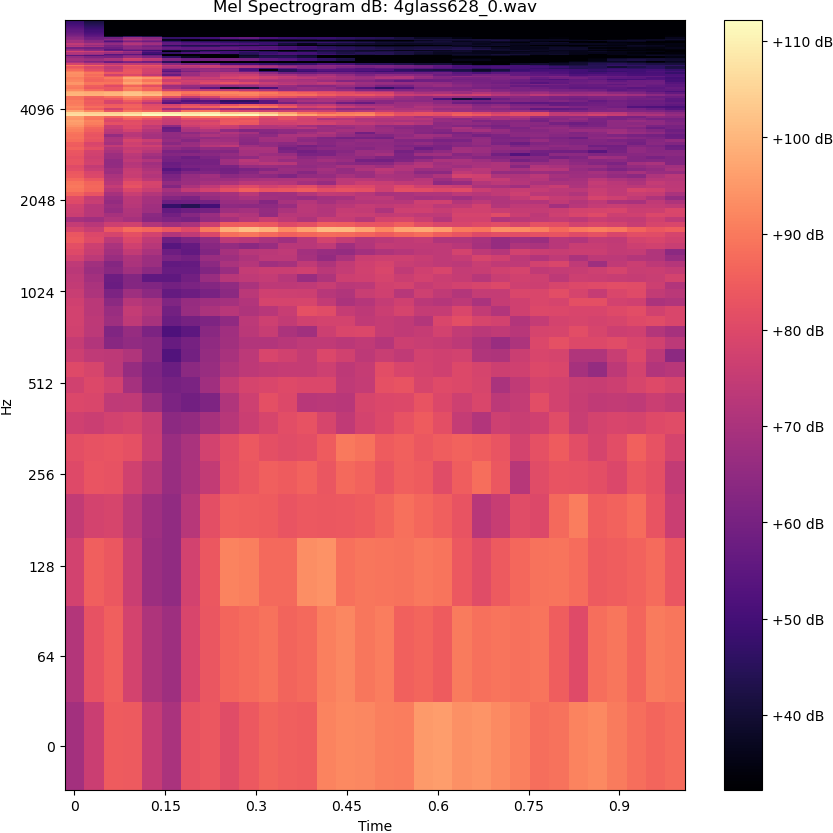 Mel Spectrogram dB: 4glass628_0.wav
+110 dB
4096
+100 dB
2048
+90 dB
1024
+80 dB
512
Hz
+70 dB
256
+60 dB
128
+50 dB
64
+40 dB
0
0 0.15 0.3 0.45 0.6 0.75 0.9
Time